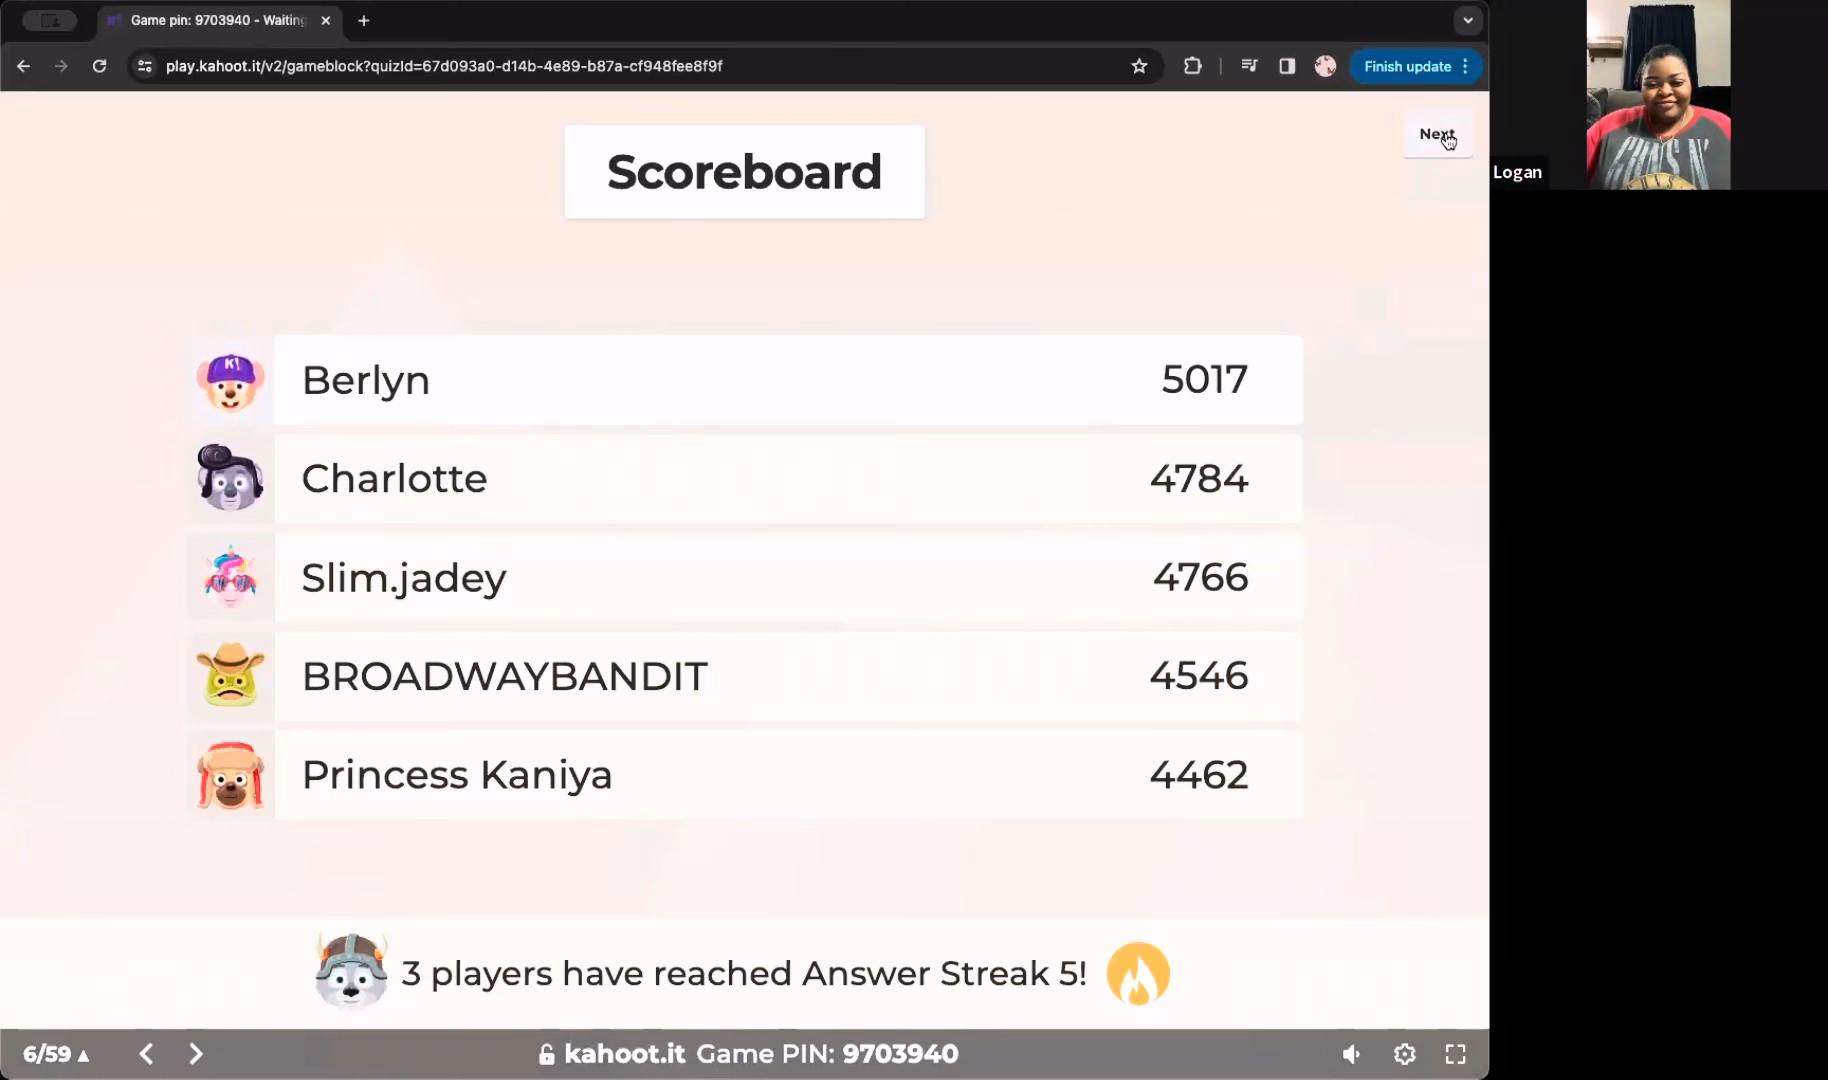 Game pin: 9703940 - Waiting
play.kahoot.it/v2/gameblock?quizId=67d093a0-d14b-4e89-b87a-cf948fee8f9f
Finish update
Next
Scoreboard
Logan
K!
Berlyn 5017
Charlotte 4784
Slim.jadey 4766
BROADWAYBANDIT 4546
Princess Kaniya 4462
3 players have reached Answer Streak 5!
6/59
kahoot.it Game PIN: 9703940